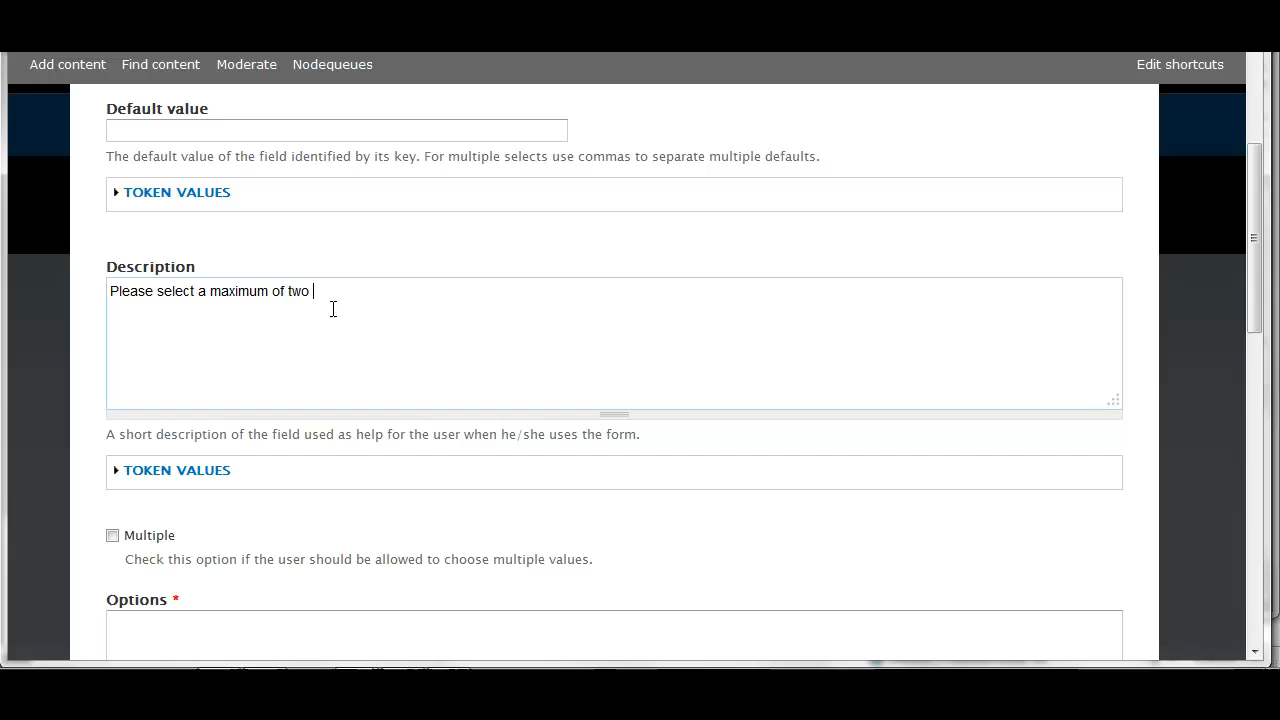 Add content Find content Moderate Nodequeues Edit shortcuts
Default value
The default value of the field identified by its key. For multiple selects use commas to separate multiple defaults.
TOKEN VALUES
Description
Please select a maximum of two
A short description of the field used as help for the user when he/she uses the form.
TOKEN VALUES
Multiple
Check this option if the user should be allowed to choose multiple values.
Options *